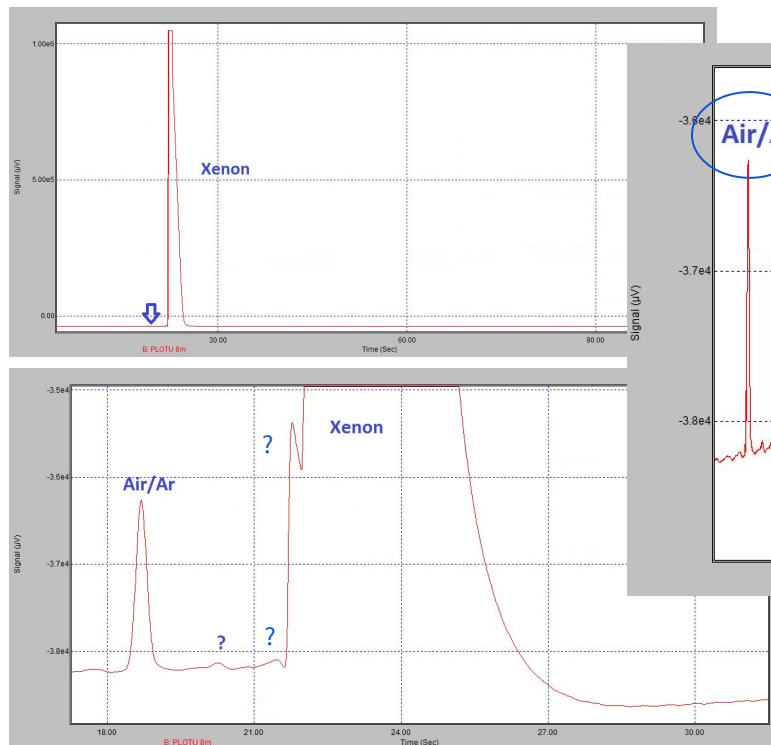 1.00e6
Signal (µV)
Xenon
5.00e5
0.00
30.00
60.00
90.00
B: PLOTU 8m
Time (Sec)
-3.6e4
Air/A
-3.7e4
Signal (µV)
-3.8e4
-3.5e4
?
Xenon
-3.6e4
Air/Ar
Signal (µV)
-3.7e4
?
?
-3.8e4
18.00
21.00
24.00
27.00
30.00
B: PLOTU 8m
Time (Sec)